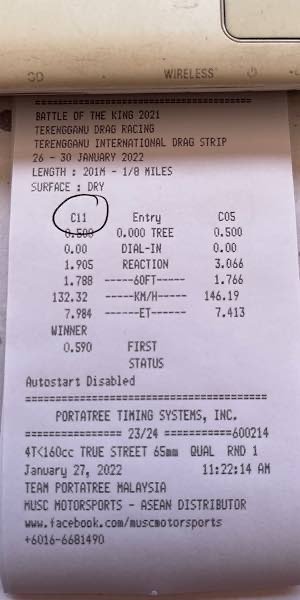 WIRELESS
BATTLE OF THE KING 2021
TERENGGANU DRAG RACING
TERENGGANU INTERNATIONAL DRAG STRIP
26 - 30 JANUARY 2022
LENGTH : 201M - 1/8 MILES
SURFACE : DRY
C11 Entry C05
0.500 0.000 TREE 0.500
0.00 DIAL-IN 0.00
1.905 REACTION 3.066
1.788 ------60FT----- 1.766
132.32 ------KM/H----- 146.19
7.984 -------ET------ 7.413
WINNER
0.590 FIRST
STATUS
Autostart Disabled
PORTATREE TIMING SYSTEMS, INC.
================ 23/24 ===========600214
4T<160cc TRUE STREET 65mm QUAL RND 1
January 27, 2022 11:22:14 AM
TEAM PORTATREE MALAYSIA
MUSC MOTORSPORTS - ASEAN DISTRIBUTOR
www.facebook.com/muscmotorsports
+6016-6681490